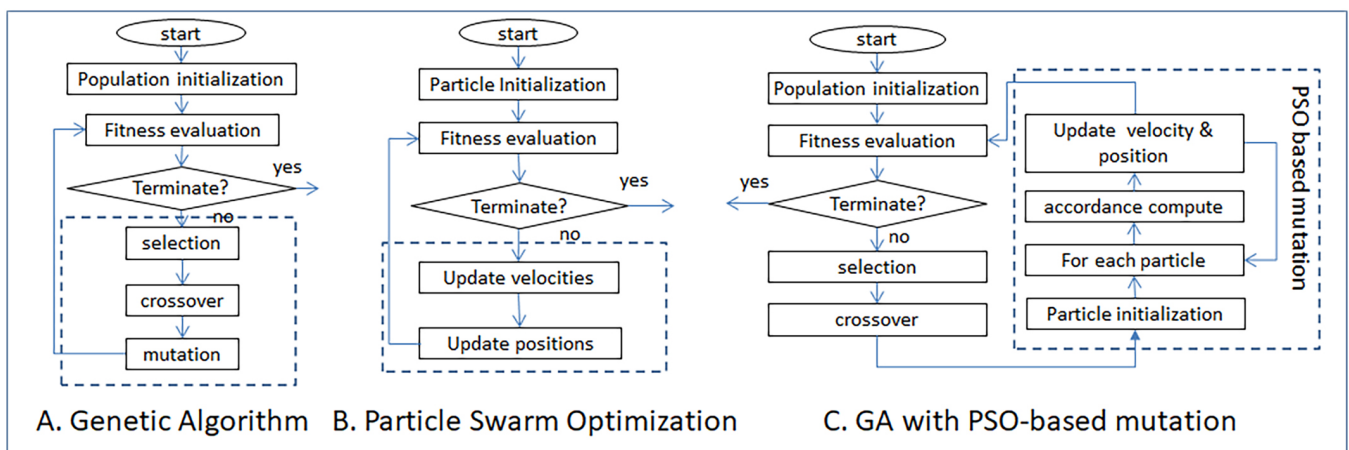 start
Population initialization
Fitness evaluation
Terminate?
yes
no
selection
crossover
mutation
A. Genetic Algorithm
start
Particle Initialization
Fitness evaluation
Terminate?
yes
no
Update velocities
Update positions
B. Particle Swarm Optimization
start
Population initialization
Fitness evaluation
yes
Terminate?
no
selection
crossover
Update velocity &
position
accordance compute
For each particle
Particle initialization
PSO based mutation
C. GA with PSO-based mutation